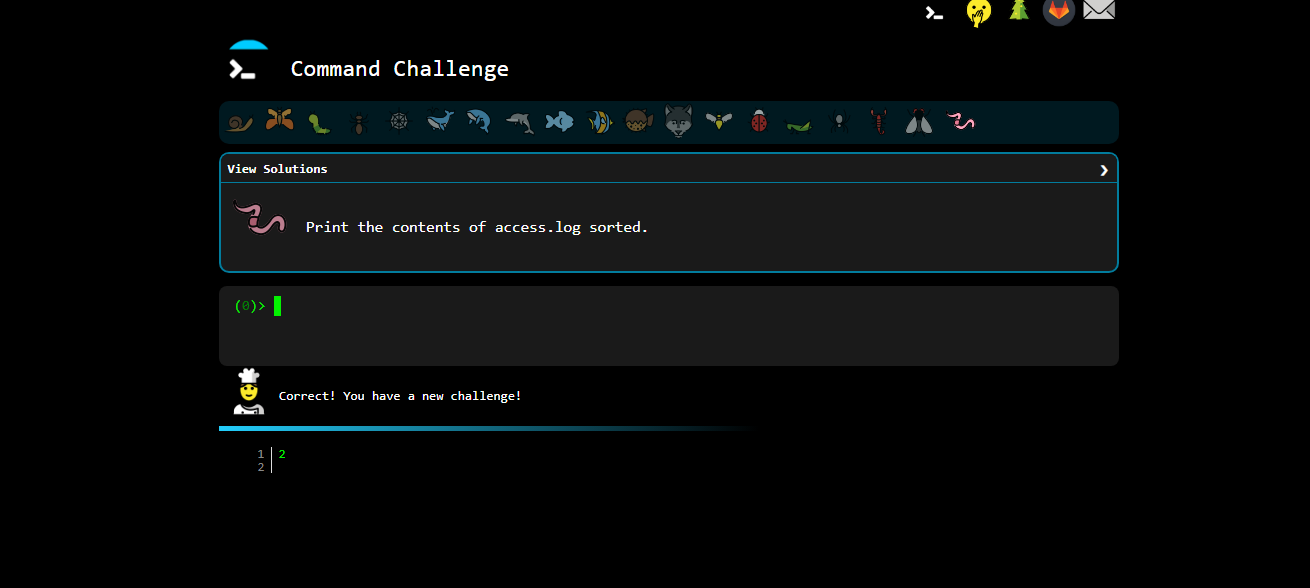 Command Challenge
View Solutions
Print the contents of access.log sorted.
(0)>
Correct! You have a new challenge!
1 2
2